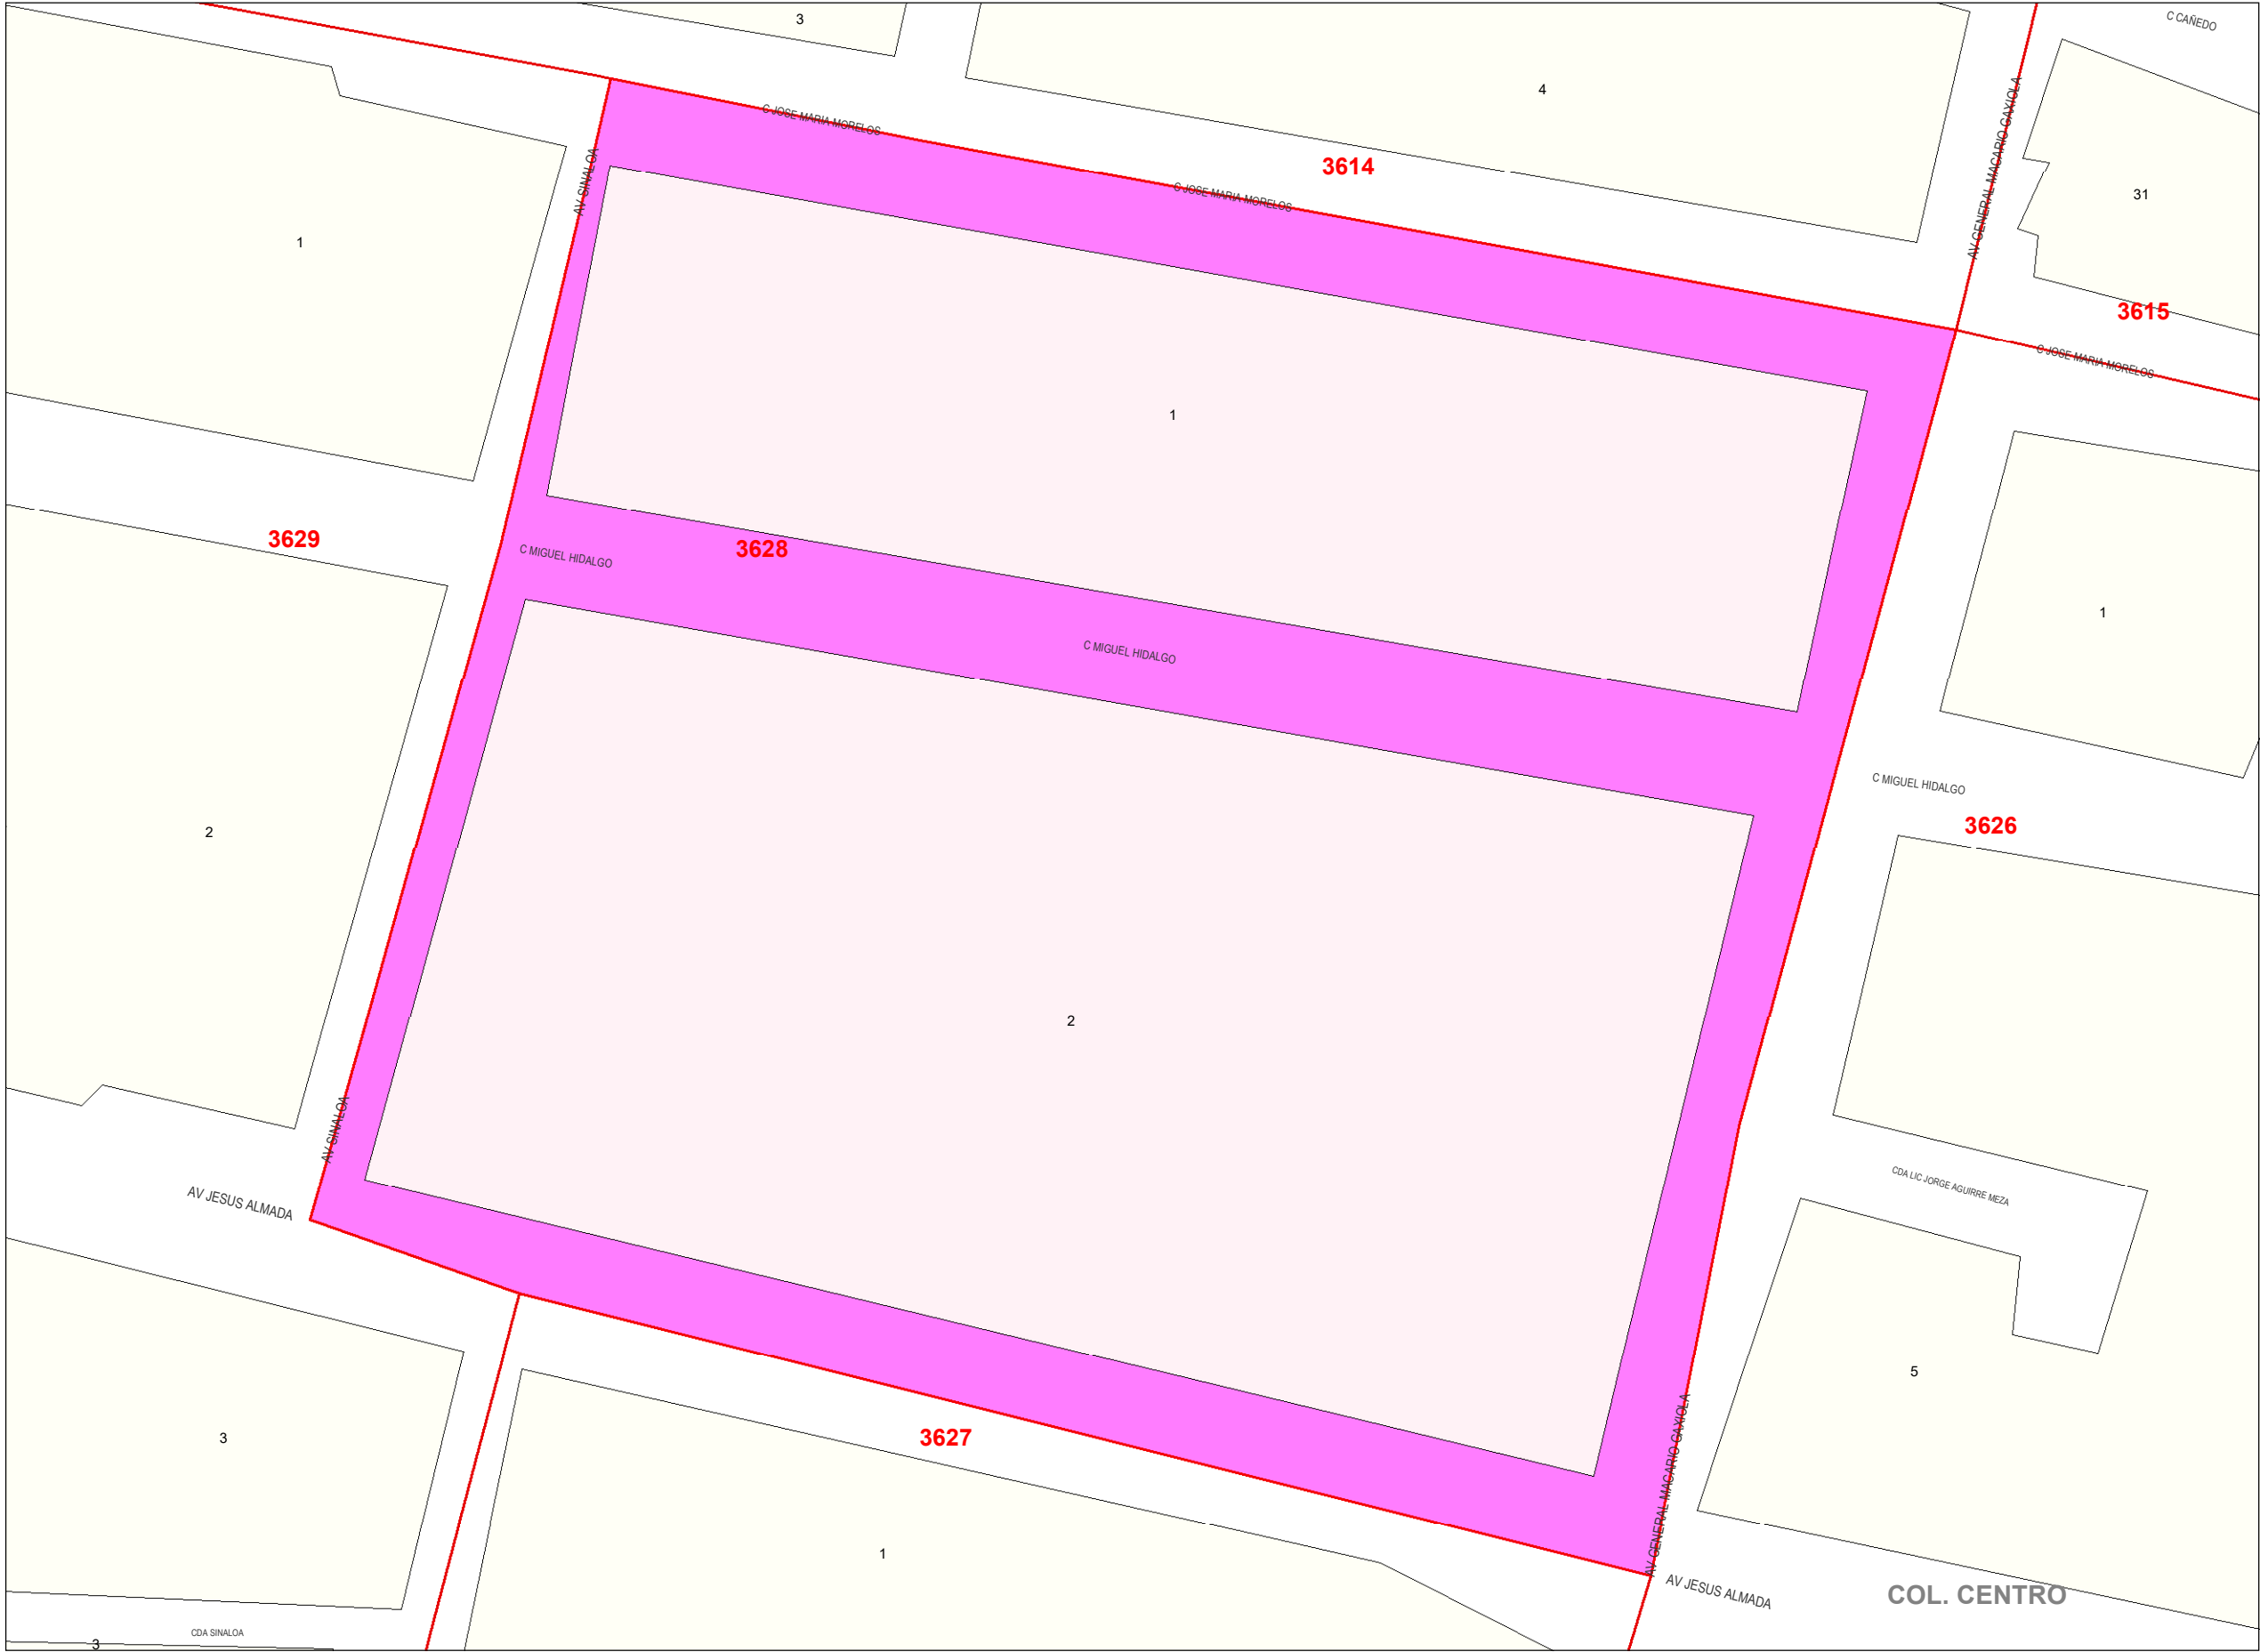 3
C CAÑEDO
4
C JOSE MARIA MORELOS
AV GENERAL MACARIO GAXIOLA
3614
AV SINALOA
C JOSE MARIA MORELOS
31
1
3615
C JOSE MARIA MORELOS
1
3629
C MIGUEL HIDALGO
3628
C MIGUEL HIDALGO
1
C MIGUEL HIDALGO
3626
2
2
AV SINALOA
CDA LIC JORGE AGUIRRE MEZA
AV JESUS ALMADA
5
3
3627
AV GENERAL MACARIO GAXIOLA
1
AV JESUS ALMADA
COL. CENTRO
CDA SINALOA
3